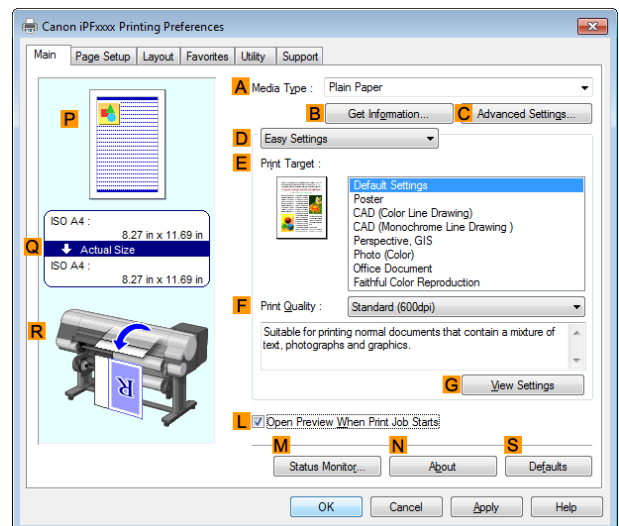 Canon iPFxxxx Printing Preferences
Main Page Setup Layout Favorites Utility Support
A Media Type : Plain Paper
B Get Information... C Advanced Settings...
D Easy Settings
E Print Target :
P
Default Settings
Poster
CAD (Color Line Drawing)
CAD (Monochrome Line Drawing )
Perspective, GIS
Photo (Color)
Office Document
Faithful Color Reproduction
ISO A4 :
8.27 in x 11.69 in
Q Actual Size
ISO A4 :
8.27 in x 11.69 in
F Print Quality : Standard (600dpi)
Suitable for printing normal documents that contain a mixture of
text, photographs and graphics.
R
R
G View Settings
L Open Preview When Print Job Starts
M N S
Status Monitor... About Defaults
OK Cancel Apply Help